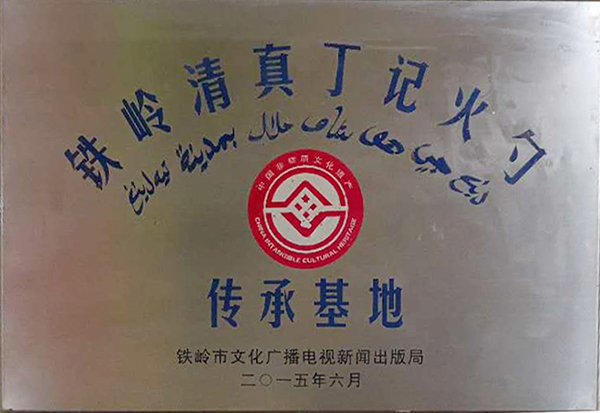 铁岭清真丁记火勺
中国非物质文化遗产
CHINA INTANGIBLE CULTURAL HERITAGE
传承基地
铁岭市文化广播电视新闻出版局
二〇一五年六月